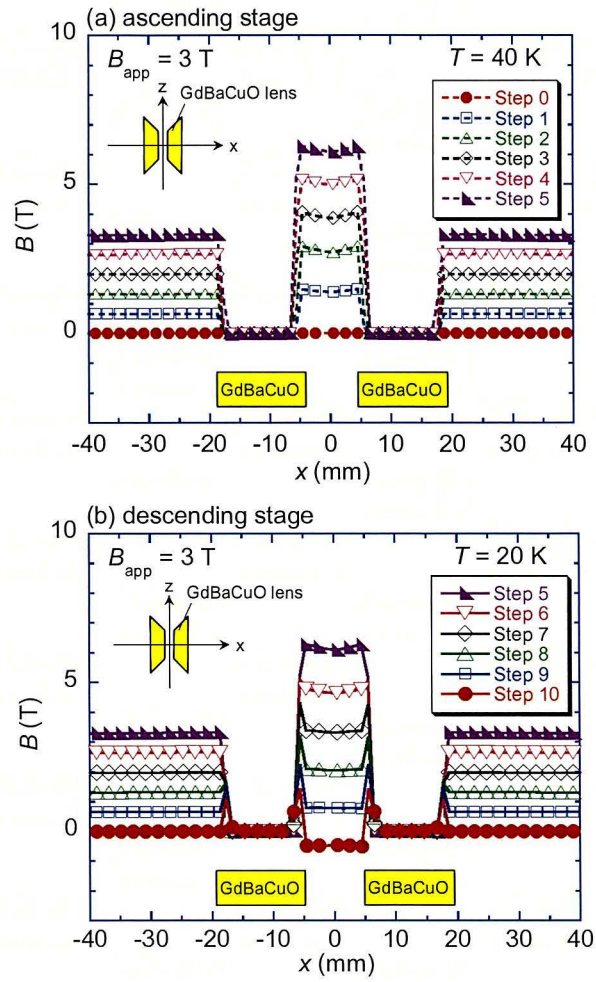 (a) ascending stage
10
5
0
B (T)
B_app = 3 T
T = 40 K
z
GdBaCuO lens
x
Step 0
Step 1
Step 2
Step 3
Step 4
Step 5
GdBaCuO
GdBaCuO
-40 -30 -20 -10 0 10 20 30 40
x (mm)
(b) descending stage
10
5
0
B (T)
B_app = 3 T
T = 20 K
z
GdBaCuO lens
x
Step 5
Step 6
Step 7
Step 8
Step 9
Step 10
GdBaCuO
GdBaCuO
-40 -30 -20 -10 0 10 20 30 40
x (mm)